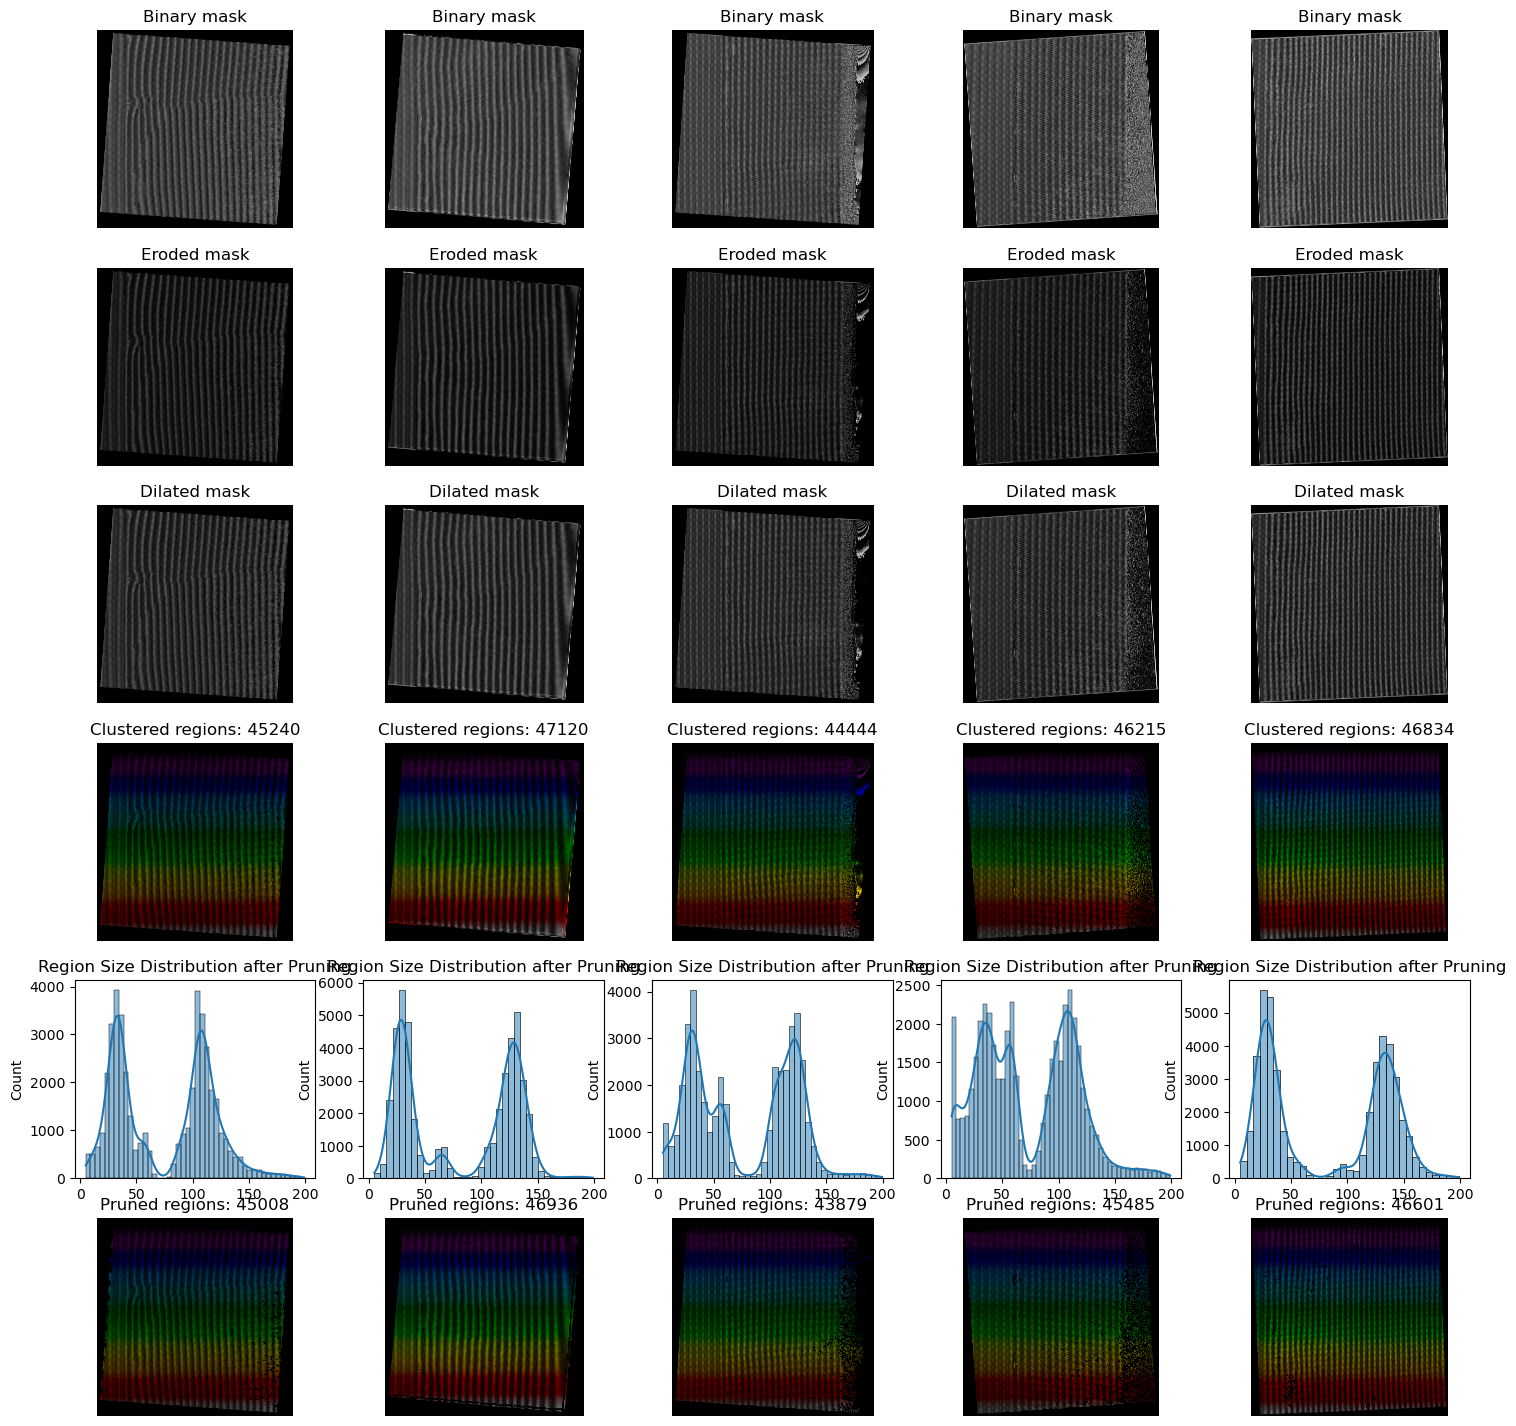 Binary mask Binary mask Binary mask Binary mask Binary mask
Eroded mask Eroded mask Eroded mask Eroded mask Eroded mask
Dilated mask Dilated mask Dilated mask Dilated mask Dilated mask
Clustered regions: 45240 Clustered regions: 47120 Clustered regions: 44444 Clustered regions: 46215 Clustered regions: 46834
Region Size Distribution after Pruning Region Size Distribution after Pruning Region Size Distribution after Pruning Region Size Distribution after Pruning Region Size Distribution after Pruning
4000 6000 4000 2500 5000
3000 5000 3000 2000 4000
2000 4000 2000 1500 3000
1000 3000 1000 1000 2000
0 2000 0 500 1000
1000 0 0
0
Count Count Count Count
0 50 100 150 200 0 50 100 150 200 0 50 100 150 200 0 50 100 150 200 0 50 100 150 200
Pruned regions: 45008 Pruned regions: 46936 Pruned regions: 43879 Pruned regions: 45485 Pruned regions: 46601